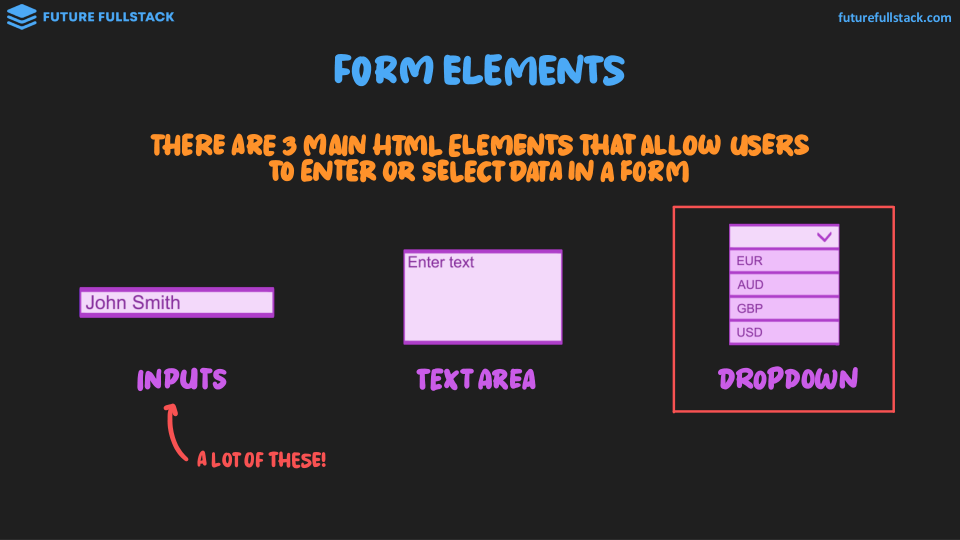 FUTURE FULLSTACK
futurefullstack.com
FORM ELEMENTS
THERE ARE 3 MAIN HTML ELEMENTS THAT ALLOW USERS
TO ENTER OR SELECT DATA IN A FORM
John Smith
INPUTS
A LOT OF THESE!
Enter text
TEXT AREA
EUR
AUD
GBP
USD
DROPDOWN